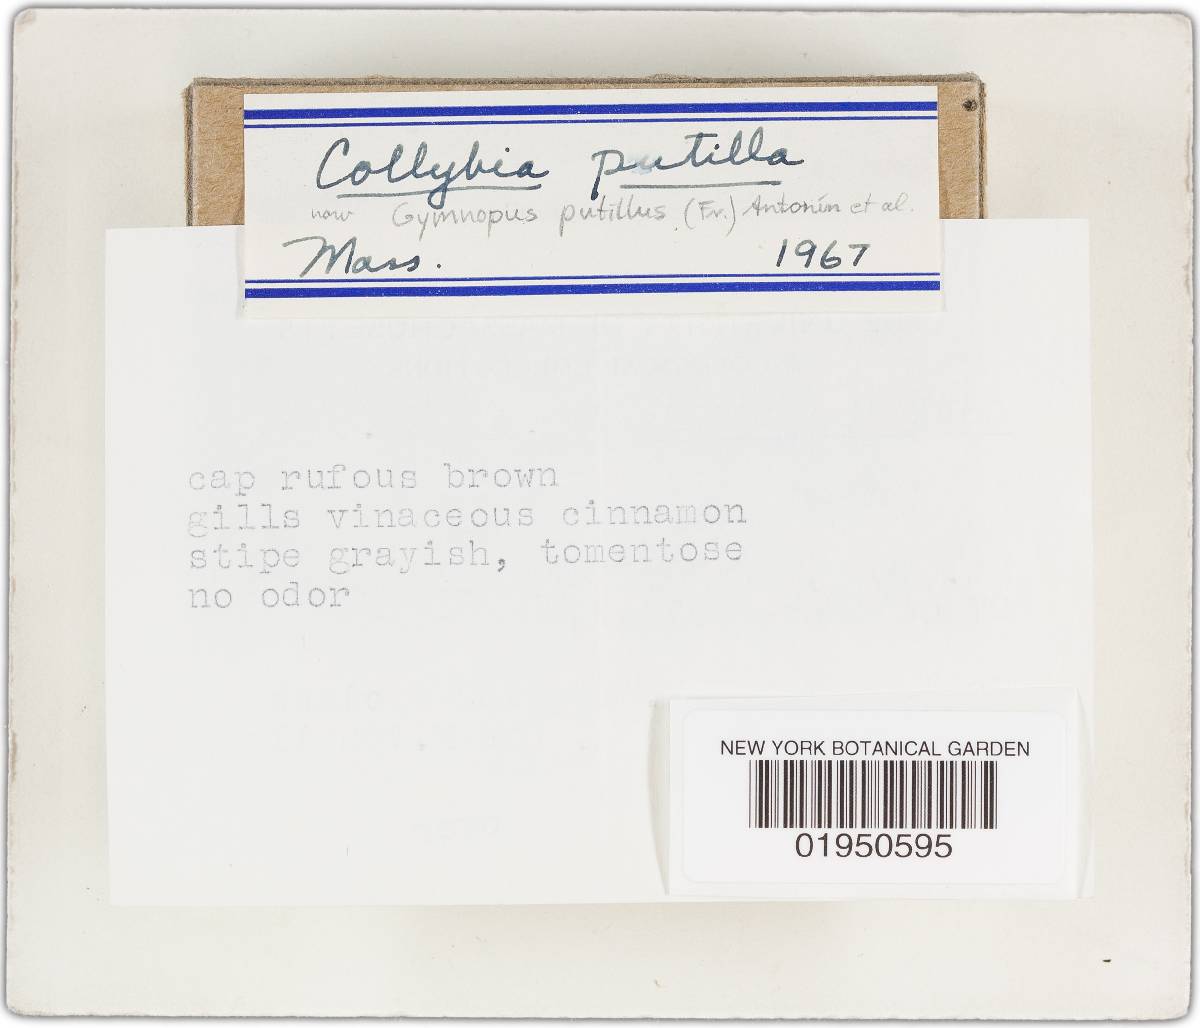 Collybia putilla
now Gymnopus putillus (Fr.) Antonín et al.
Mass. 1967
cap rufous brown
gills vinaceous cinnamon
stipe grayish, tomentose
no odor
NEW YORK BOTANICAL GARDEN
01950595